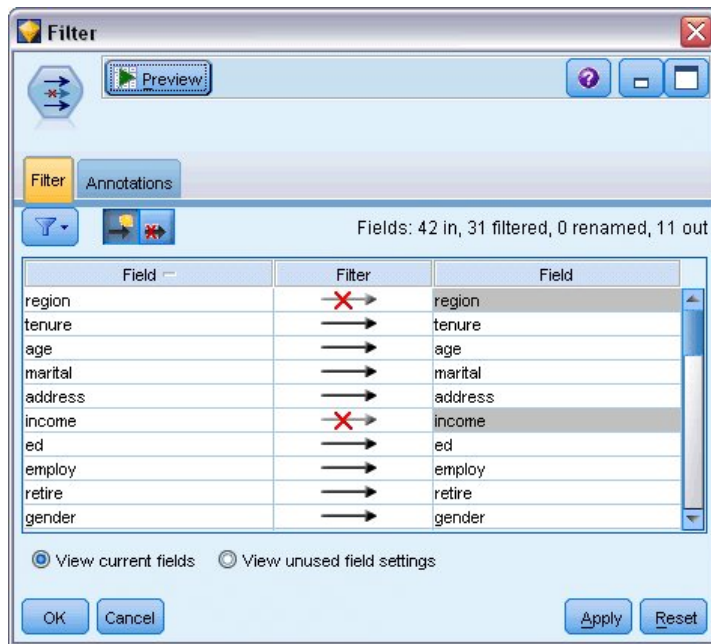 Filter
Preview
Filter Annotations
Fields: 42 in, 31 filtered, 0 renamed, 11 out
Field Filter Field
region region
tenure tenure
age age
marital marital
address address
income income
ed ed
employ employ
retire retire
gender gender
View current fields View unused field settings
OK Cancel Apply Reset